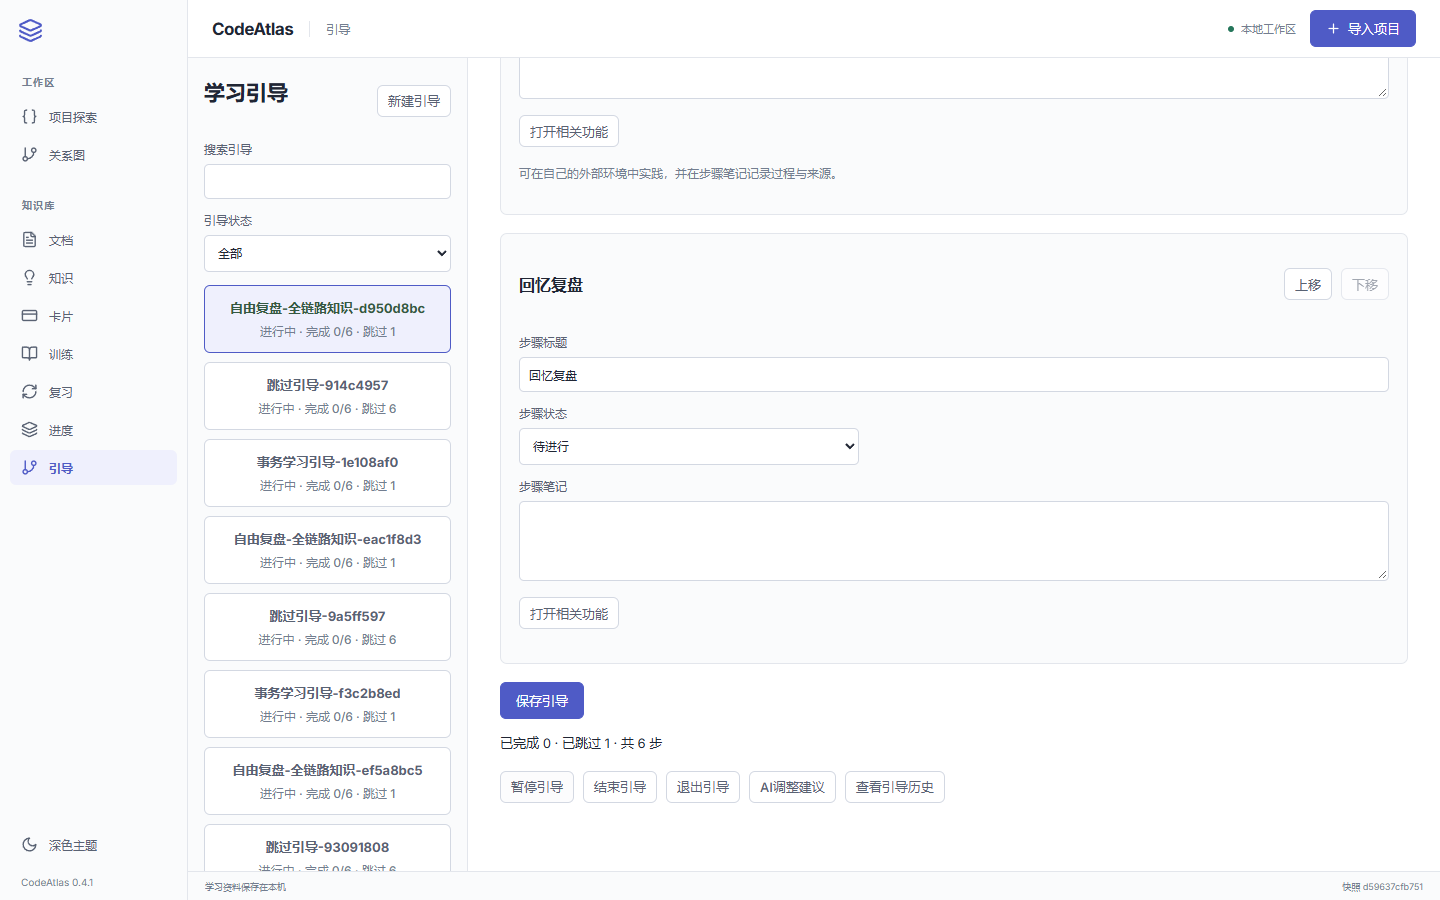 CodeAtlas
引导
本地工作区
导入项目
工作区
项目探索
关系图
知识库
文档
知识
卡片
训练
复习
进度
引导
深色主题
CodeAtlas 0.4.1
学习引导
新建引导
搜索引导
引导状态
全部
自由复盘-全链路知识-d950d8bc
进行中 · 完成 0/6 · 跳过 1
跳过引导-914c4957
进行中 · 完成 0/6 · 跳过 6
事务学习引导-1e108af0
进行中 · 完成 0/6 · 跳过 1
自由复盘-全链路知识-eac1f8d3
进行中 · 完成 0/6 · 跳过 1
跳过引导-9a5ff597
进行中 · 完成 0/6 · 跳过 6
事务学习引导-f3c2b8ed
进行中 · 完成 0/6 · 跳过 1
自由复盘-全链路知识-ef5a8bc5
进行中 · 完成 0/6 · 跳过 1
跳过引导-93091808
进行中 · 完成 0/6 · 跳过 6
打开相关功能
可在自己的外部环境中实践，并在步骤笔记记录过程与来源。
回忆复盘
上移
下移
步骤标题
回忆复盘
步骤状态
待进行
步骤笔记
打开相关功能
保存引导
已完成 0 · 已跳过 1 · 共 6 步
暂停引导
结束引导
退出引导
AI调整建议
查看引导历史
学习资料保存在本机
快照 d59637cfb751